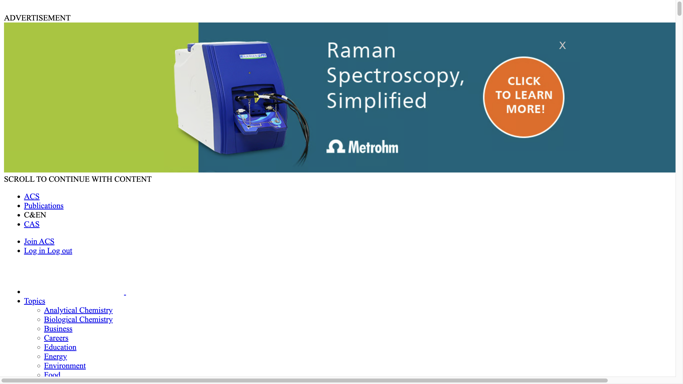 ADVERTISEMENT
Raman
Spectroscopy,
Simplified
X
CLICK
TO LEARN
MORE!
Metrohm
SCROLL TO CONTINUE WITH CONTENT
ACS
Publications
C&EN
CAS
Join ACS
Log in Log out
Topics
Analytical Chemistry
Biological Chemistry
Business
Careers
Education
Energy
Environment
Food